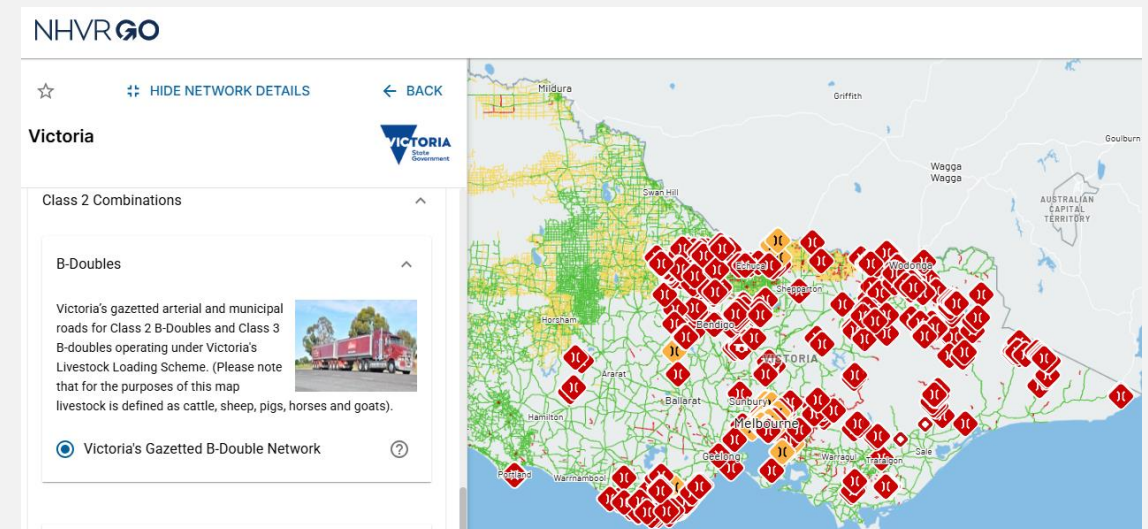 NHVR GO
HIDE NETWORK DETAILS
BACK
Victoria
VICTORIA
State
Government
Class 2 Combinations
B-Doubles
Victoria's gazetted arterial and municipal
roads for Class 2 B-Doubles and Class 3
B-doubles operating under Victoria's
Livestock Loading Scheme. (Please note
that for the purposes of this map
livestock is defined as cattle, sheep, pigs, horses and goats).
Victoria's Gazetted B-Double Network
Mildura
Griffith
Goulburn
Wagga
Wagga
AUSTRALIAN
CAPITAL
TERRITORY
Swan Hill
Echuca
Wodonga
Shepparton
Horsham
Bendigo
VICTORIA
Ararat
Ballarat
Sunbury
Hamilton
Melbourne
Geelong
Warragul
Traralgon
Sale
Portland
Warrnambool